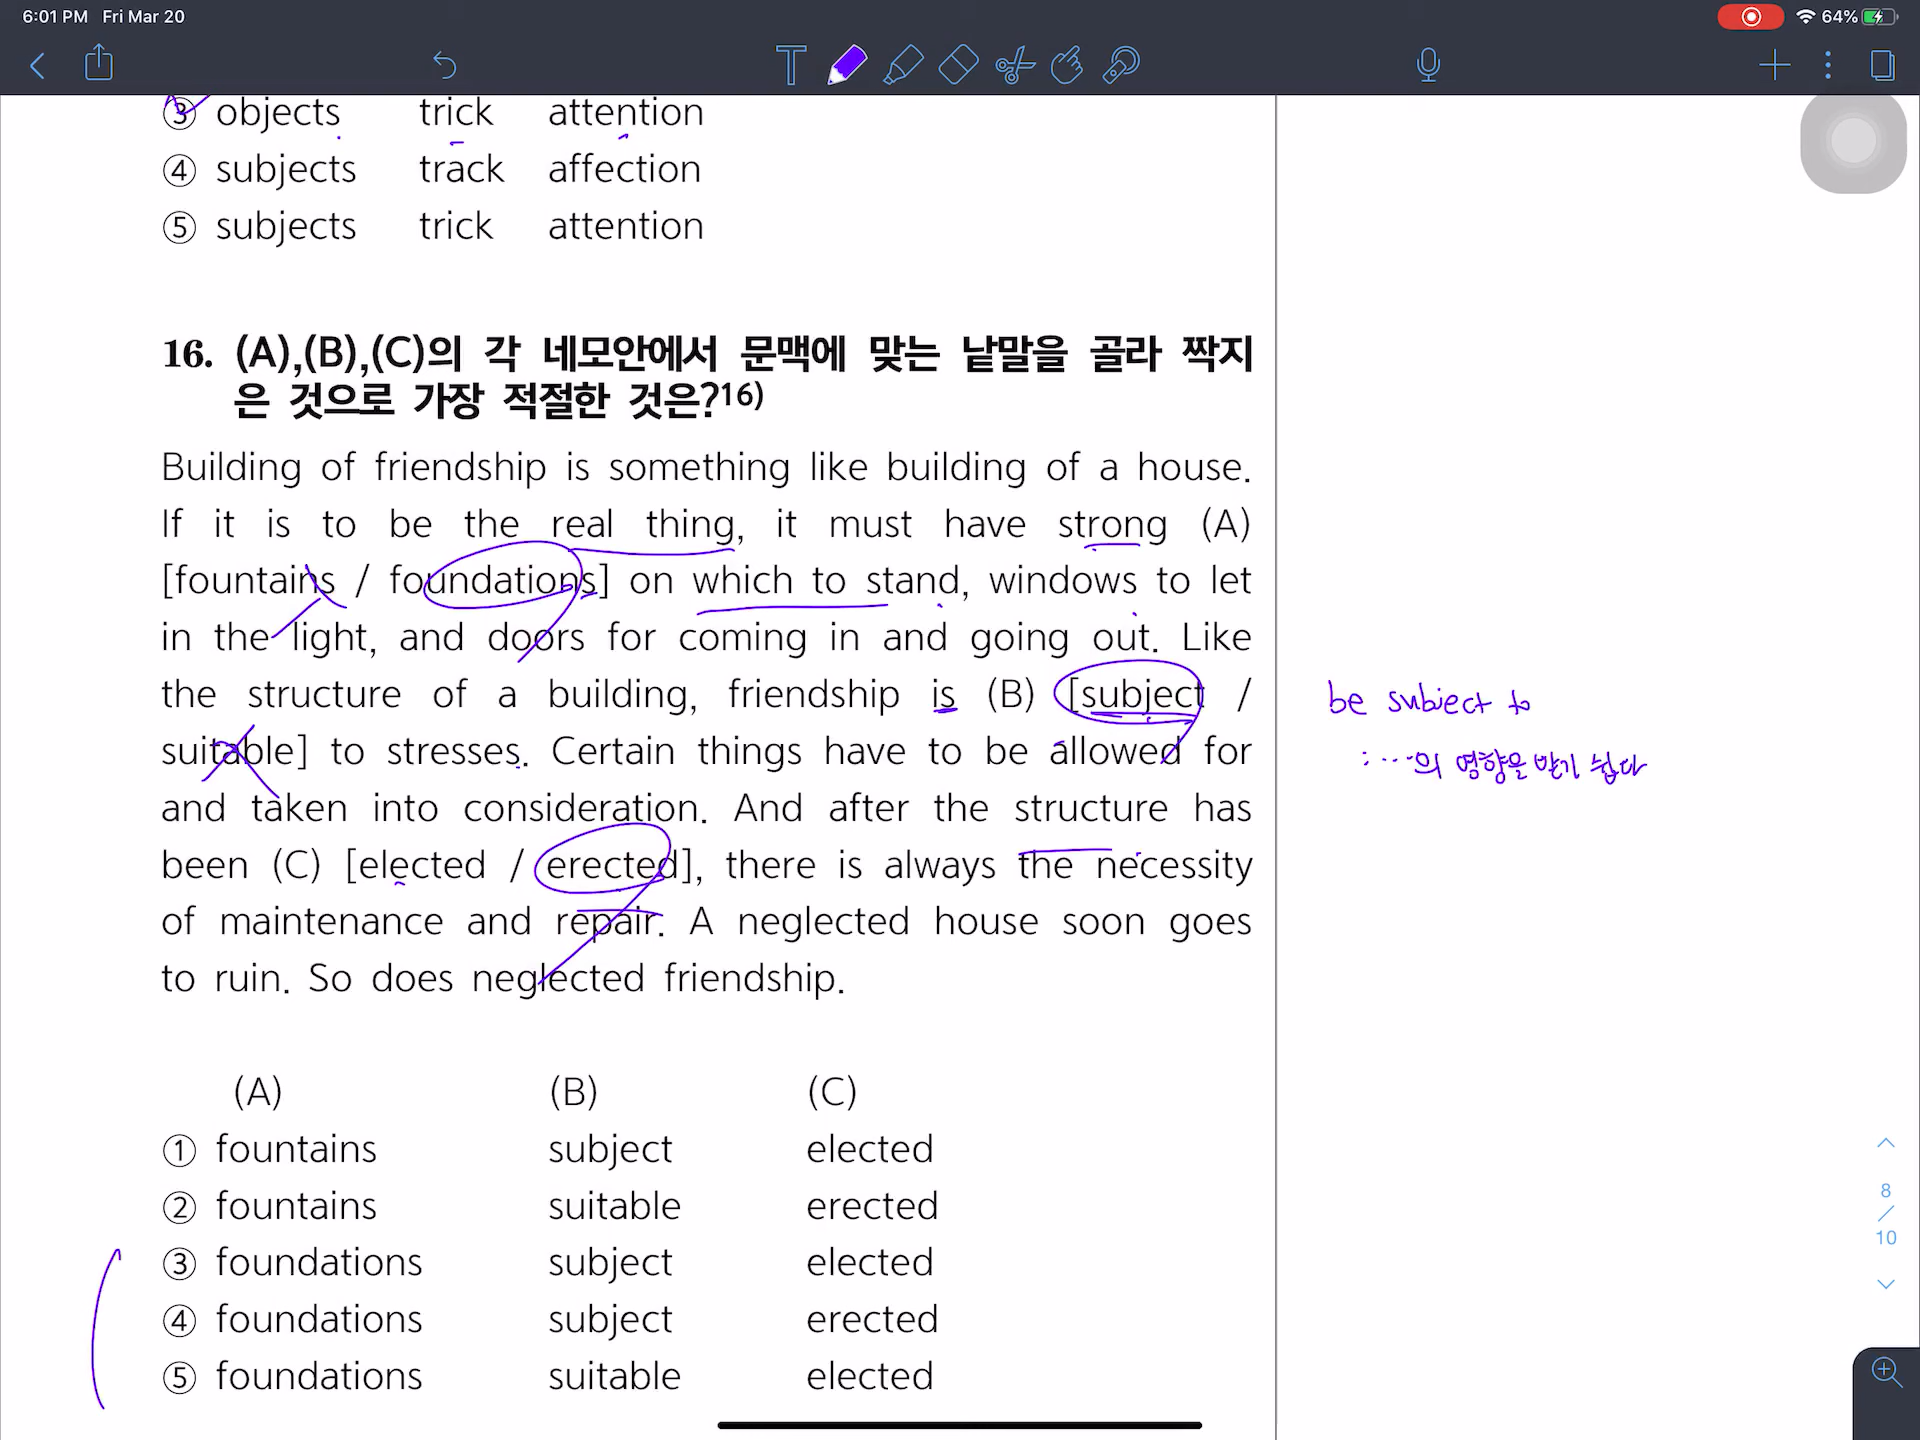 6:01 PM Fri Mar 20
64%
③ objects trick attention
④ subjects track affection
⑤ subjects trick attention
16. (A),(B),(C)의 각 네모안에서 문맥에 맞는 낱말을 골라 짝지
은 것으로 가장 적절한 것은?16)
Building of friendship is something like building of a house.
If it is to be the real thing, it must have strong (A)
[fountains / foundations] on which to stand, windows to let
in the light, and doors for coming in and going out. Like
the structure of a building, friendship is (B) [subject /
suitable] to stresses. Certain things have to be allowed for
and taken into consideration. And after the structure has
been (C) [elected / erected], there is always the necessity
of maintenance and repair. A neglected house soon goes
to ruin. So does neglected friendship.
be subject to
: ...의 영향을 받기 쉽다
(A) (B) (C)
① fountains subject elected
② fountains suitable erected
③ foundations subject elected
④ foundations subject erected
⑤ foundations suitable elected
8
/
10